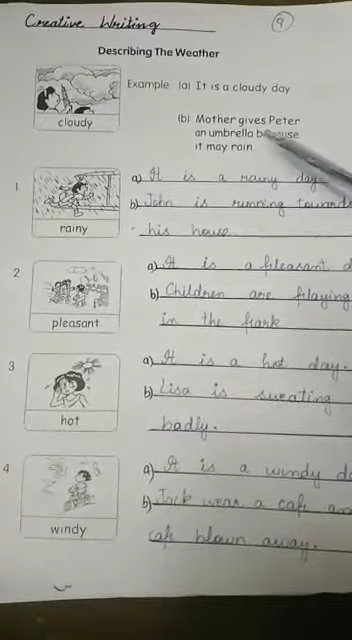 Creative Writing
9
Describing The Weather
Example (a) It is a cloudy day
cloudy
(b) Mother gives Peter
an umbrella because
it may rain
1
a) It is a rainy day.
b) John is running towards
his house.
rainy
2
a) It is a pleasant d
b) Children are playing
in the park
pleasant
3
a) It is a hot day.
b) Lisa is sweating
badly.
hot
4
a) It is a windy da
b) Jack wear a cap an
cap blown away.
windy